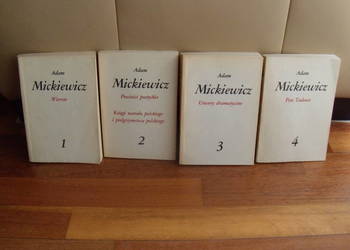 Adam
Mickiewicz
Wiersze
1
Adam
Mickiewicz
Powieści poetyckie
Księgi narodu polskiego
i pielgrzymstwa polskiego
2
Adam
Mickiewicz
Utwory dramatyczne
3
Adam
Mickiewicz
Pan Tadeusz
4